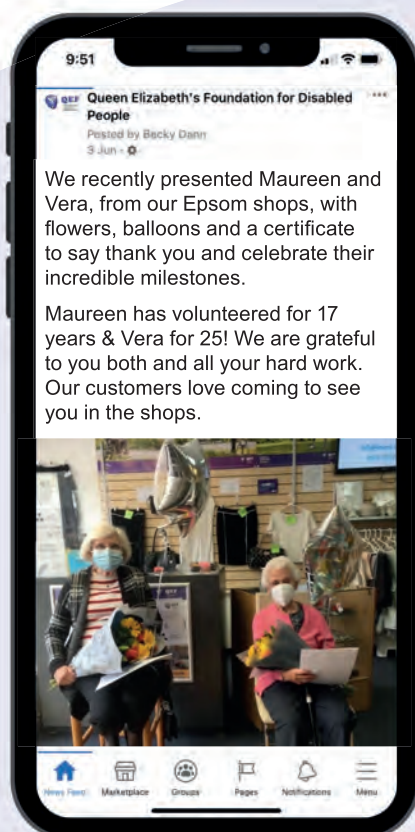 9:51
QEF
Queen Elizabeth's Foundation for Disabled
People
Posted by Becky Dann
3 Jun
We recently presented Maureen and
Vera, from our Epsom shops, with
flowers, balloons and a certificate
to say thank you and celebrate their
incredible milestones.
Maureen has volunteered for 17
years & Vera for 25! We are grateful
to you both and all your hard work.
Our customers love coming to see
you in the shops.
News Feed Marketplace Groups Pages Notifications Menu